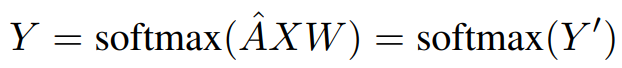 Y = softmax(ÂXW) = softmax(Y′)